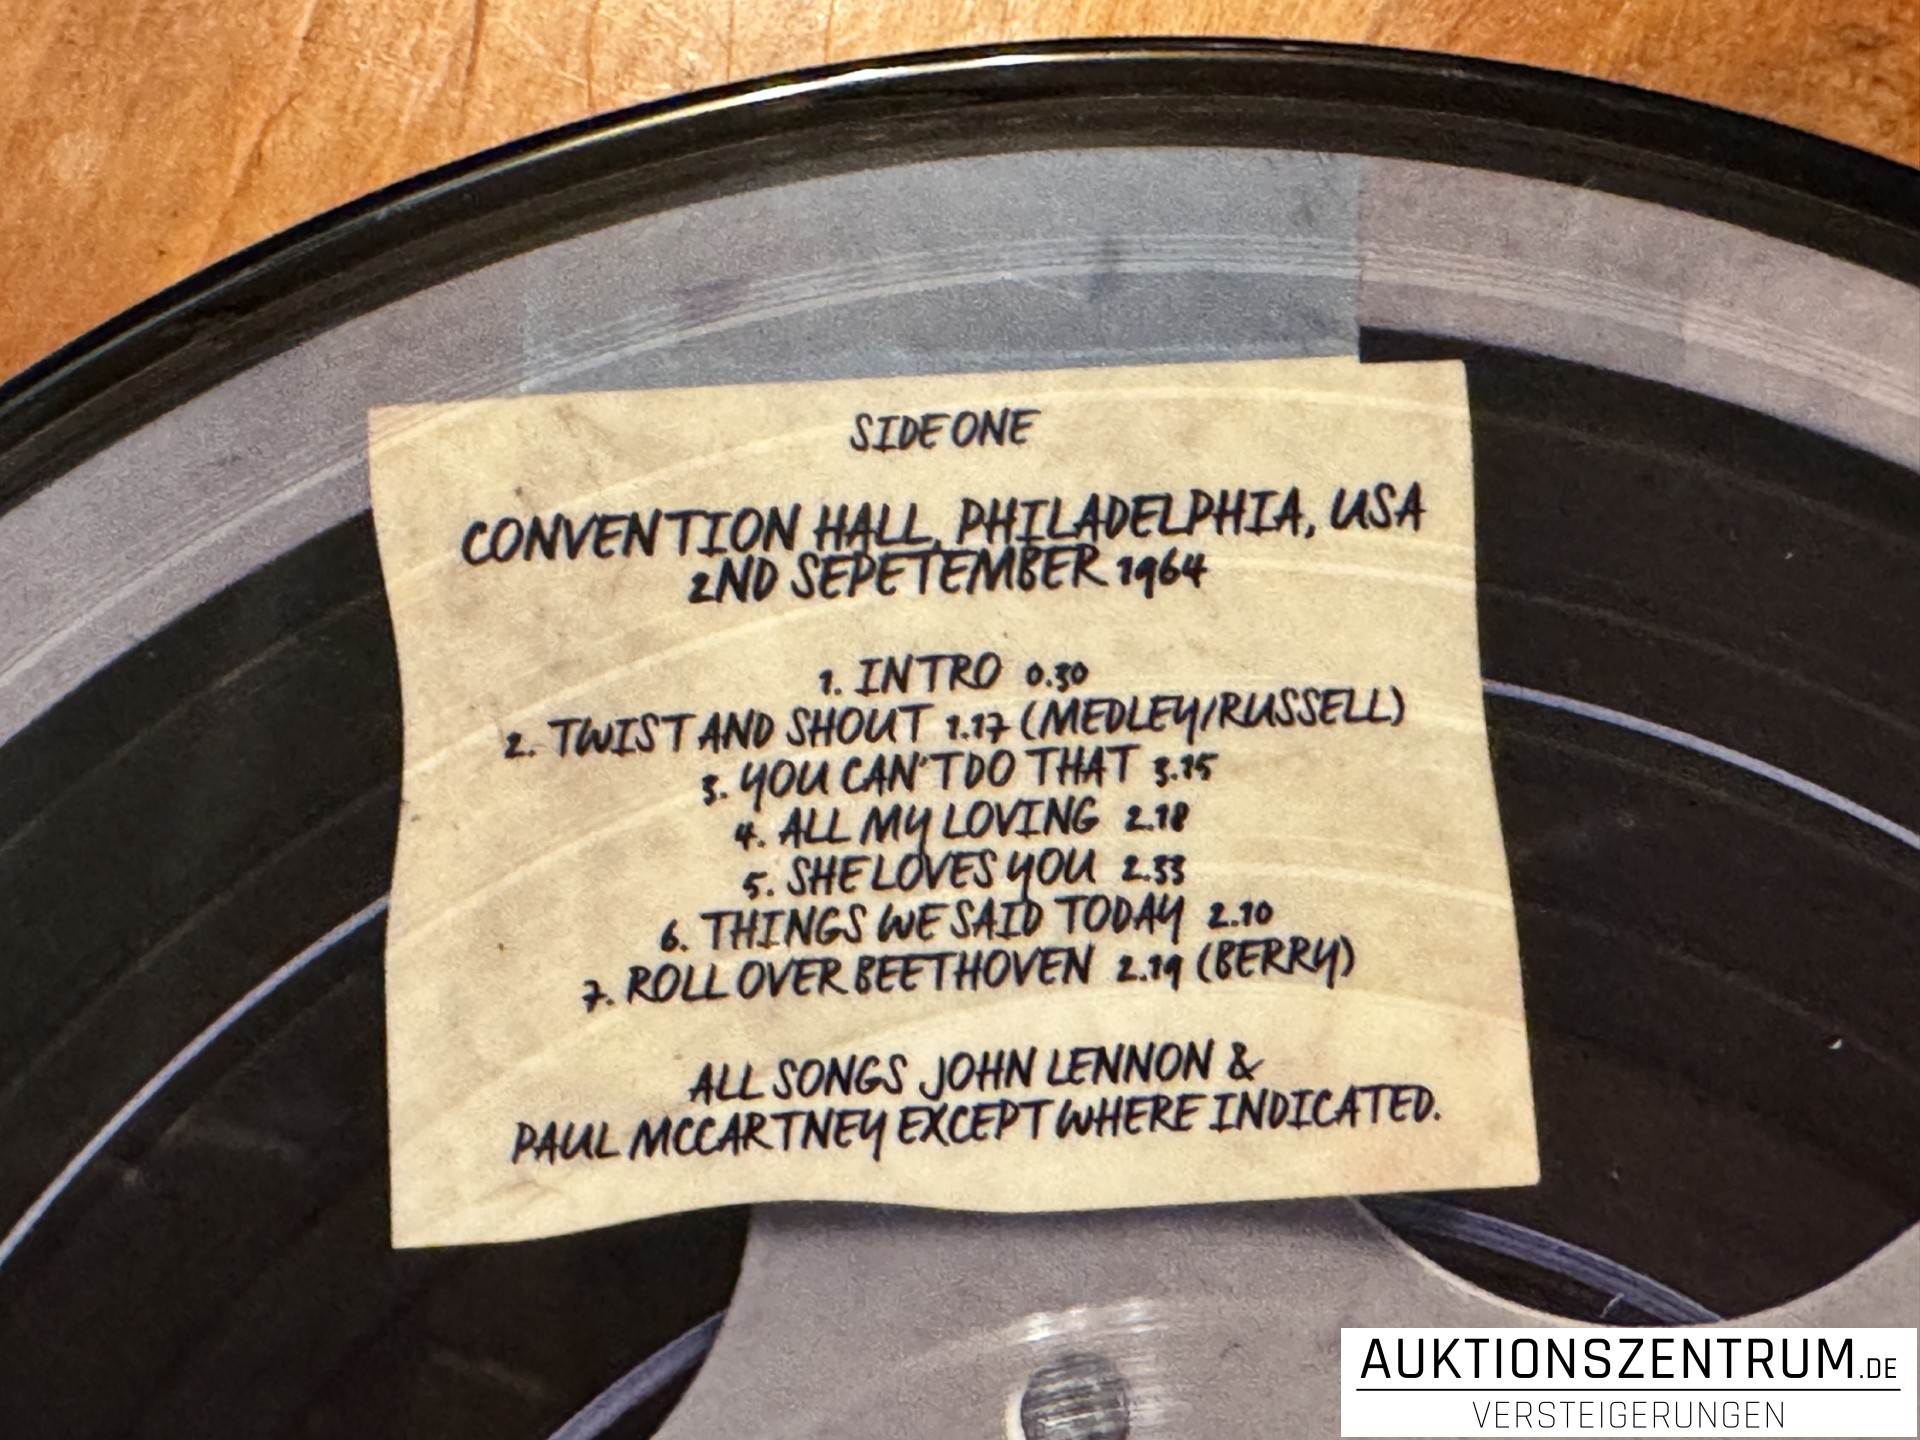 SIDE ONE
CONVENTION HALL, PHILADELPHIA, USA
2ND SEPETEMBER 1964
1. INTRO 0.30
2. TWIST AND SHOUT 1.17 (MEDLEY/RUSSELL)
3. YOU CAN'T DO THAT 3.15
4. ALL MY LOVING 2.18
5. SHE LOVES YOU 2.33
6. THINGS WE SAID TODAY 2.10
7. ROLL OVER BEETHOVEN 2.19 (BERRY)
ALL SONGS JOHN LENNON &
PAUL MCCARTNEY EXCEPT WHERE INDICATED.
AUKTIONSZENTRUM.DE
VERSTEIGERUNGEN